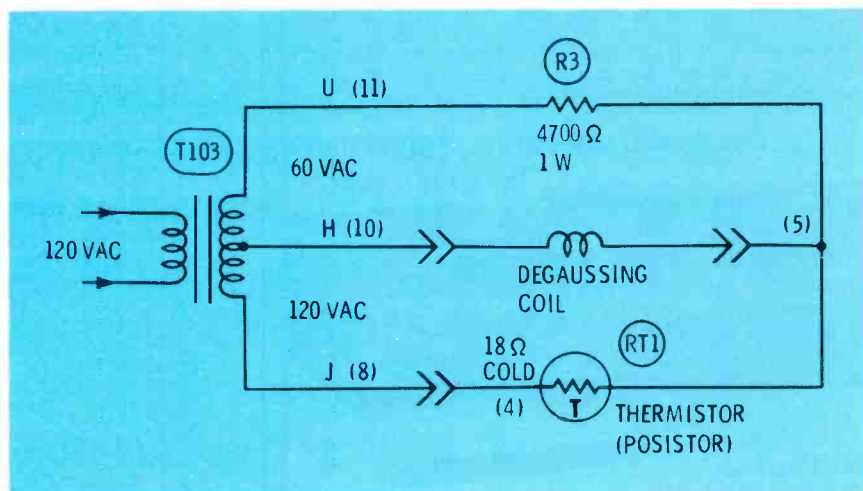 R3
U (11)
4700 Ω
1 W
T103
60 VAC
H (10)
(5)
120 VAC
DEGAUSSING
COIL
120 VAC
18 Ω
COLD
RT1
J (8)
(4)
T
THERMISTOR
(POSISTOR)